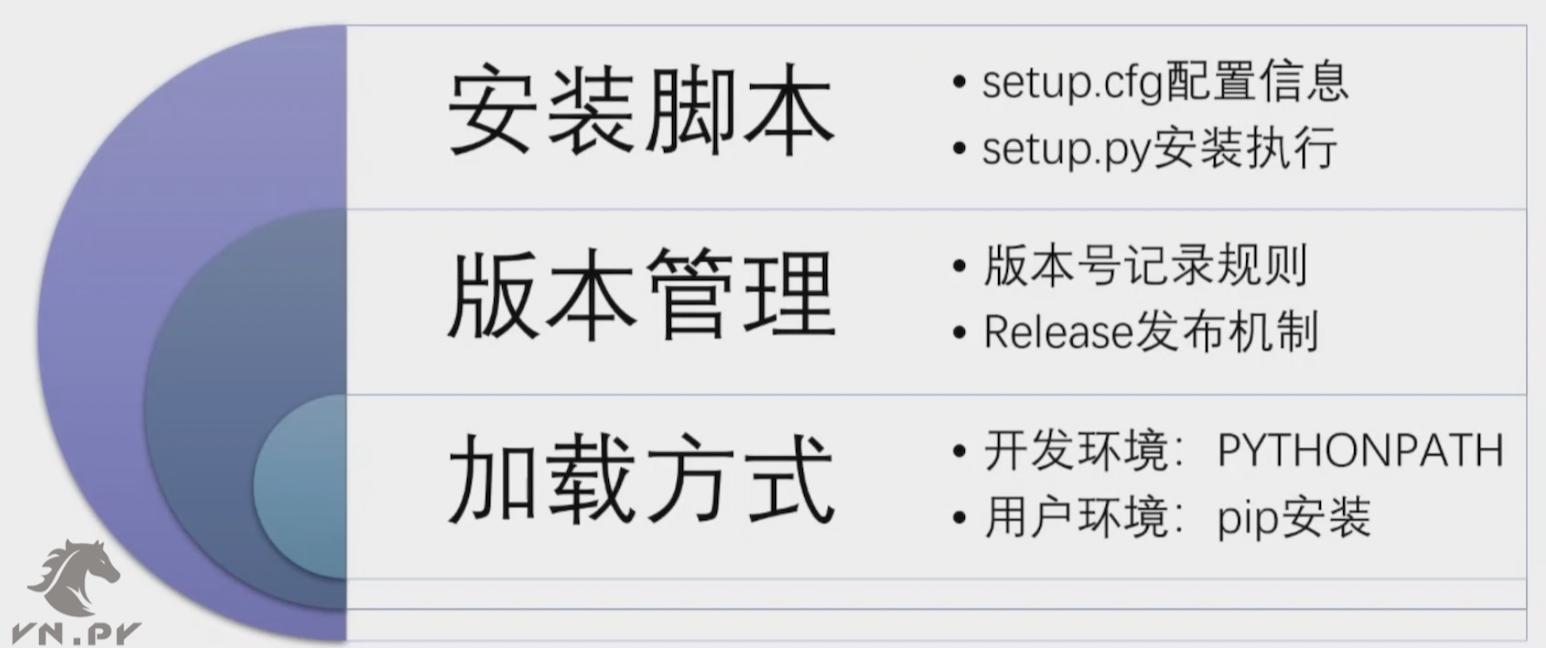 安装脚本
• setup.cfg配置信息
• setup.py安装执行
版本管理
• 版本号记录规则
• Release发布机制
加载方式
• 开发环境：PYTHONPATH
• 用户环境：pip安装
VN.PY